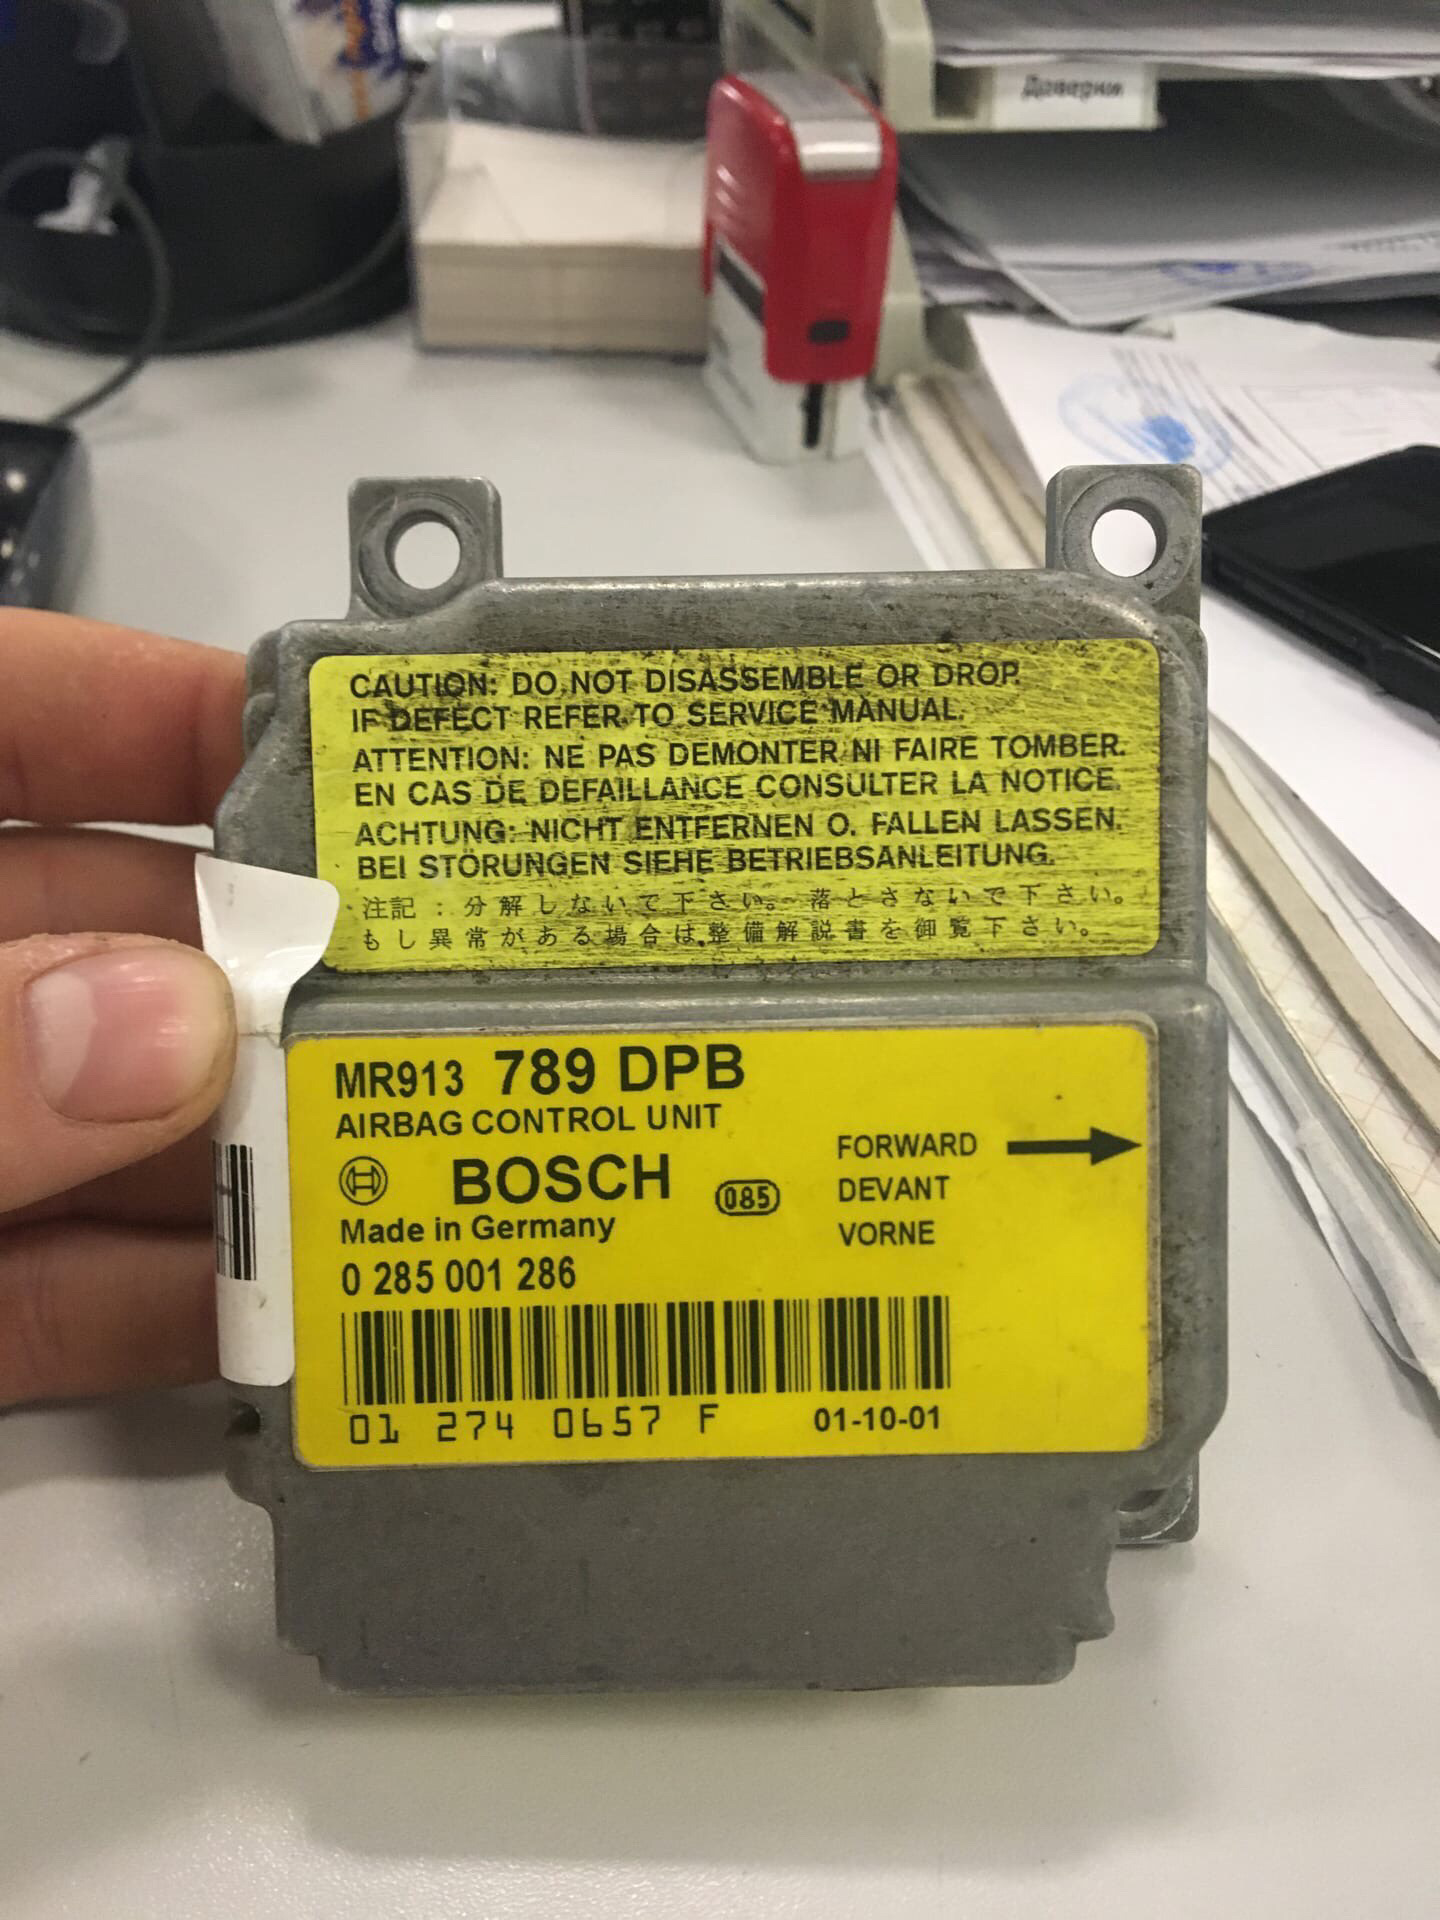 Доверки
CAUTION: DO NOT DISASSEMBLE OR DROP.
IF DEFECT REFER TO SERVICE MANUAL.
ATTENTION: NE PAS DEMONTER NI FAIRE TOMBER.
EN CAS DE DEFAILLANCE CONSULTER LA NOTICE.
ACHTUNG: NICHT ENTFERNEN O. FALLEN LASSEN.
BEI STÖRUNGEN SIEHE BETRIEBSANLEITUNG.
注記:分解しないで下さい。落とさないで下さい。
もし異常がある場合は,整備解説書を御覧下さい。
MR913 789 DPB
AIRBAG CONTROL UNIT
BOSCH 085
Made in Germany
0 285 001 286
FORWARD
DEVANT
VORNE
01 274 0657 F 01-10-01